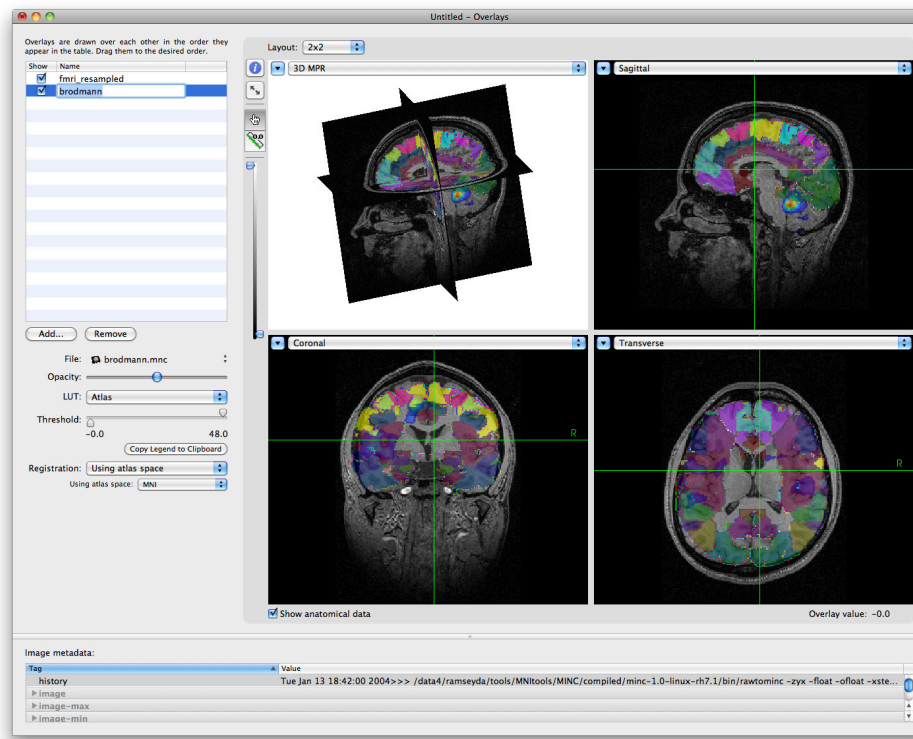 Untitled - Overlays
Overlays are drawn over each other in the order they
appear in the table. Drag them to the desired order.
Show Name
fmri_resampled
brodmann
Add... Remove
File: brodmann.mnc
Opacity:
LUT: Atlas
Threshold:
-0.0 48.0
Copy Legend to Clipboard
Registration: Using atlas space
Using atlas space: MNI
Layout: 2x2
3D MPR
Sagittal
Coronal
R
Transverse
R
Show anatomical data
Overlay value: -0.0
Image metadata:
Tag Value
history Tue Jan 13 18:42:00 2004>>> /data4/ramseyda/tools/MNItools/MINC/compiled/minc-1.0-linux-rh7.1/bin/rawtominc -zyx -float -ofloat -xste...
image
image-max
image-min